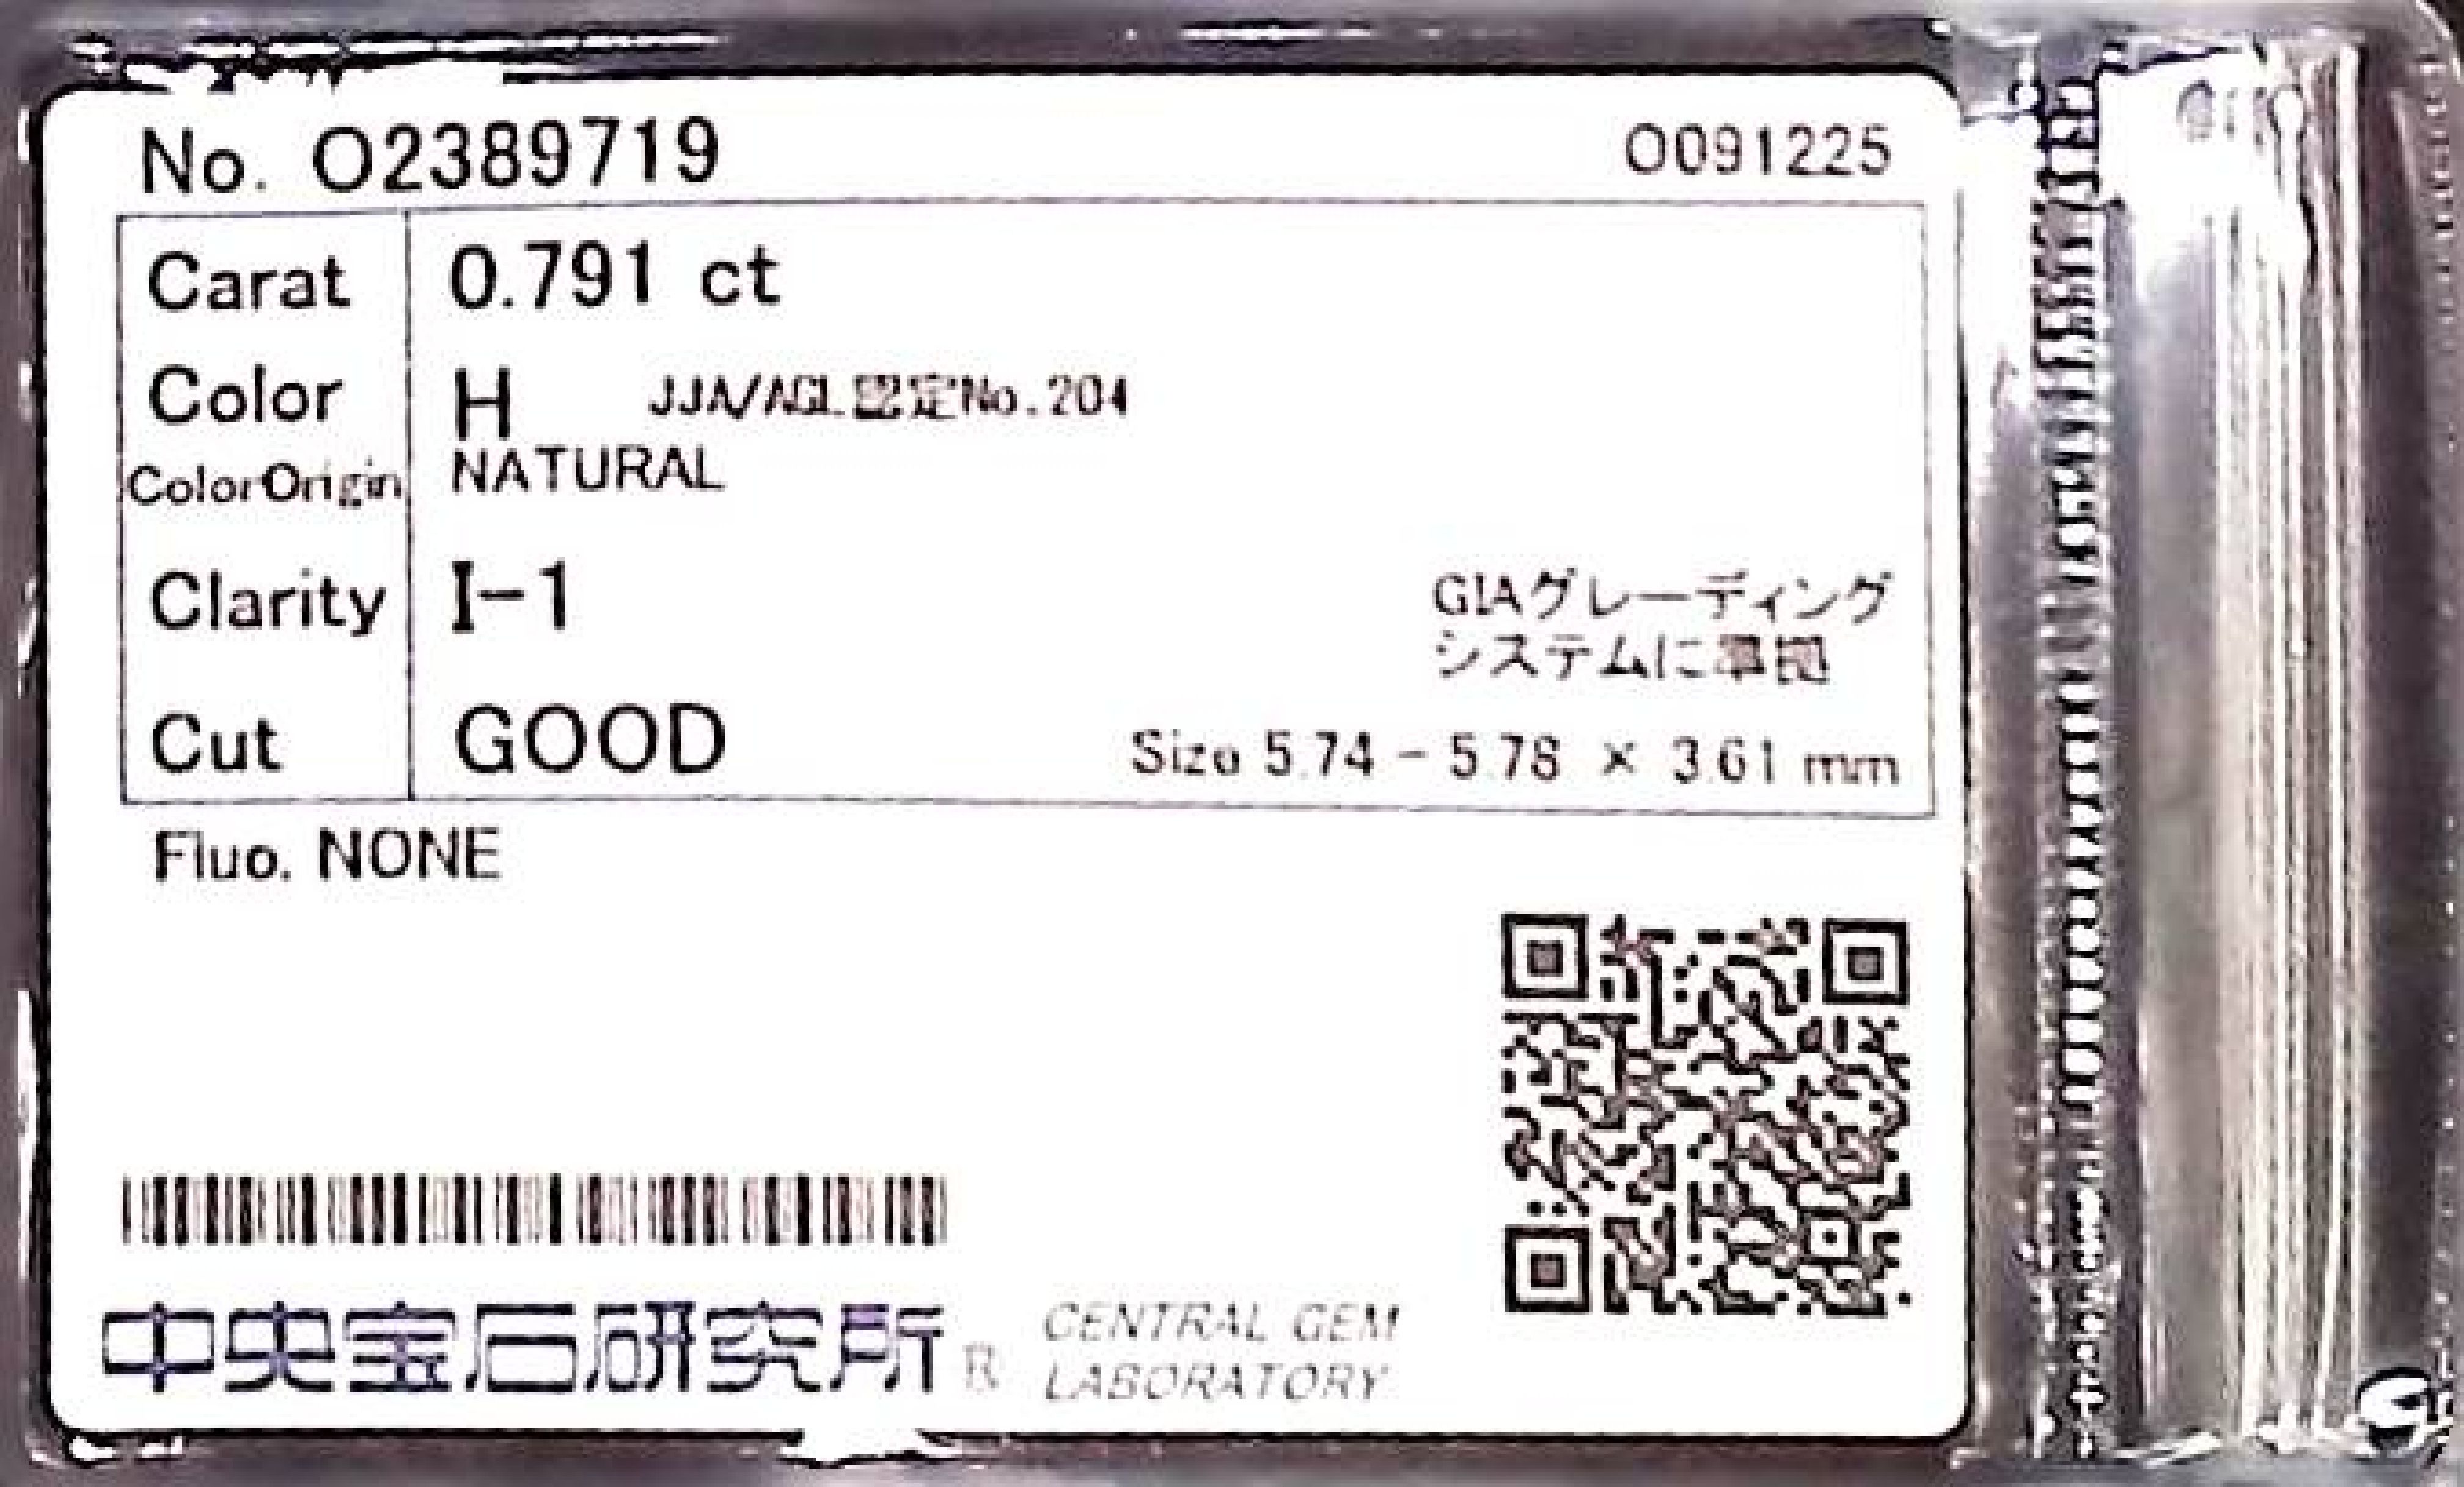 No. O2389719
O091225
Carat 0.791 ct
Color H JJA/AGL認定No.204
ColorOrigin NATURAL
Clarity I-1
GIAグレーディング
システムに準拠
Cut GOOD
Size 5.74 - 5.78 × 3.61 mm
Fluo. NONE
中央宝石研究所® CENTRAL GEM
LABORATORY